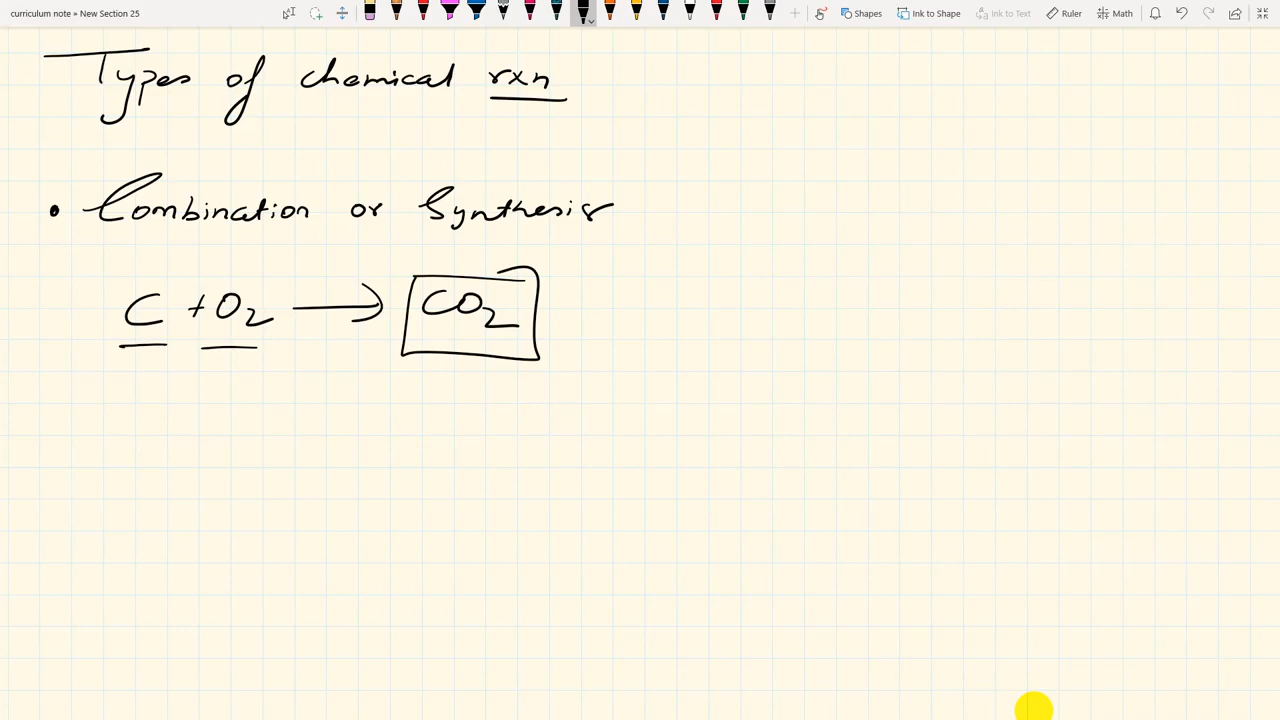 curriculum note » New Section 25
Shapes
Ink to Shape
Ink to Text
Ruler
Math
Types of chemical rxn
• Combination or Synthesis
C + O₂ → CO₂